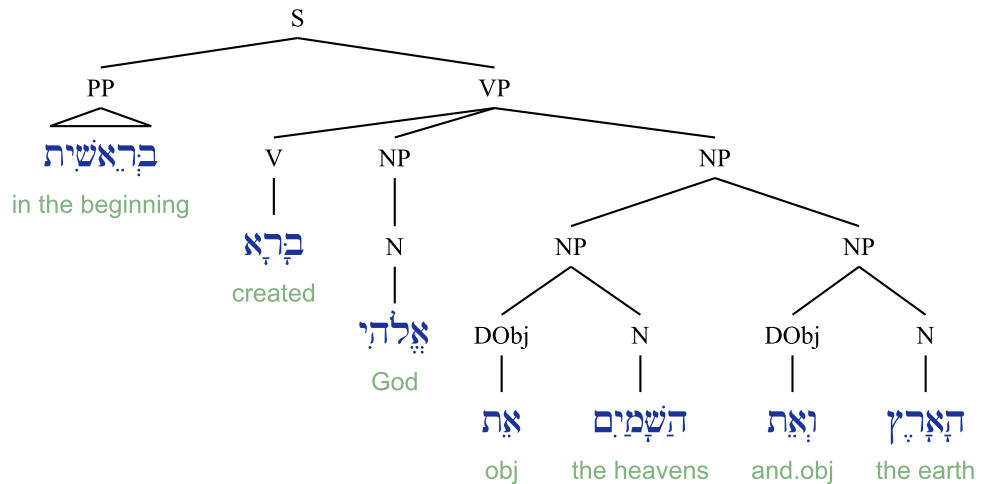 S
PP VP
בְּרֵאשִׁית V NP NP
in the beginning
בָּרָא N NP NP
created
אֱלֹהִי DObj N DObj N
God
אֵת הַשָּׁמַיִם וְאֵת הָאָרֶץ
obj the heavens and.obj the earth